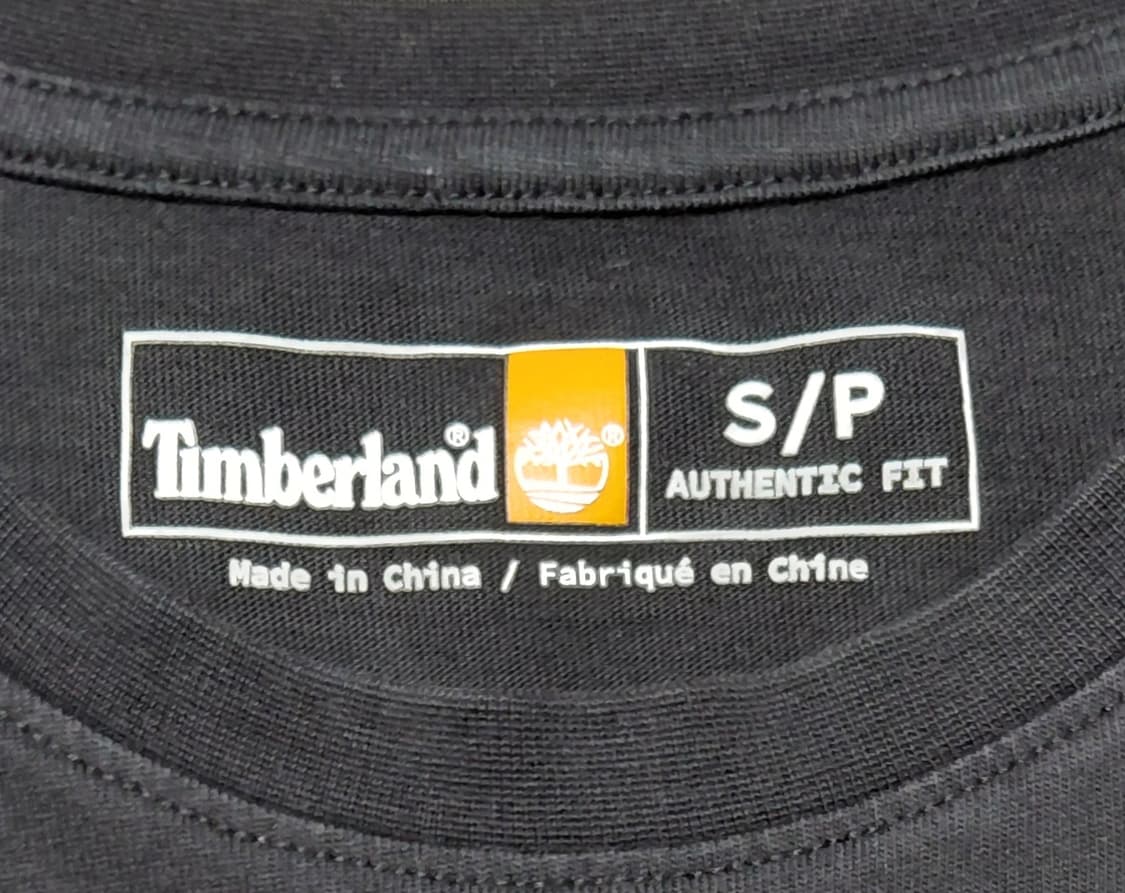 Timberland® ®
S/P
AUTHENTIC FIT
Made in China / Fabriqué en Chine